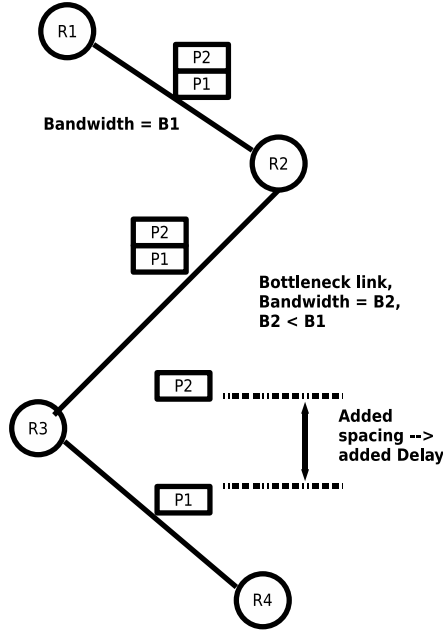 R1
P2
P1
Bandwidth = B1
R2
P2
P1
Bottleneck link,
Bandwidth = B2,
B2 < B1
P2
Added
spacing -->
added Delay
R3
P1
R4